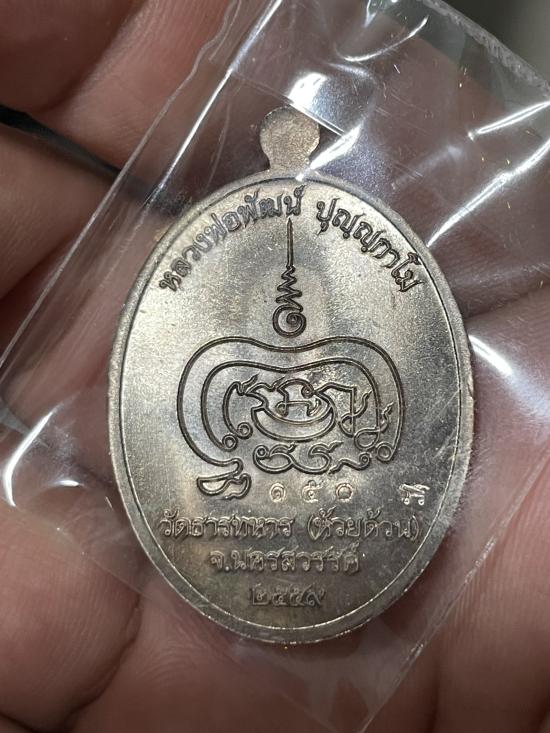 หลวงพ่อพัฒน์ ปุญฺญกาโม
๑๕๐
วัดธารทหาร (ห้วยด้วน)
จ.นครสวรรค์
๒๕๕๙